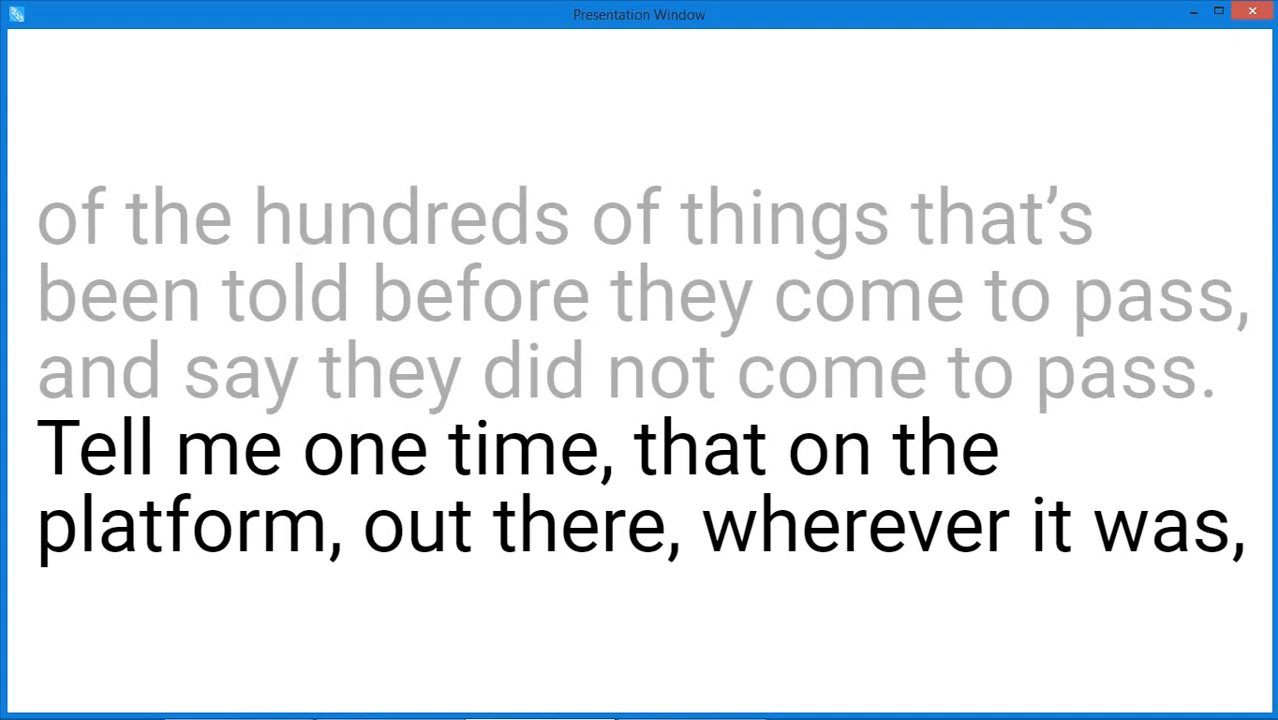 Presentation Window
of the hundreds of things that’s
been told before they come to pass,
and say they did not come to pass.
Tell me one time, that on the
platform, out there, wherever it was,